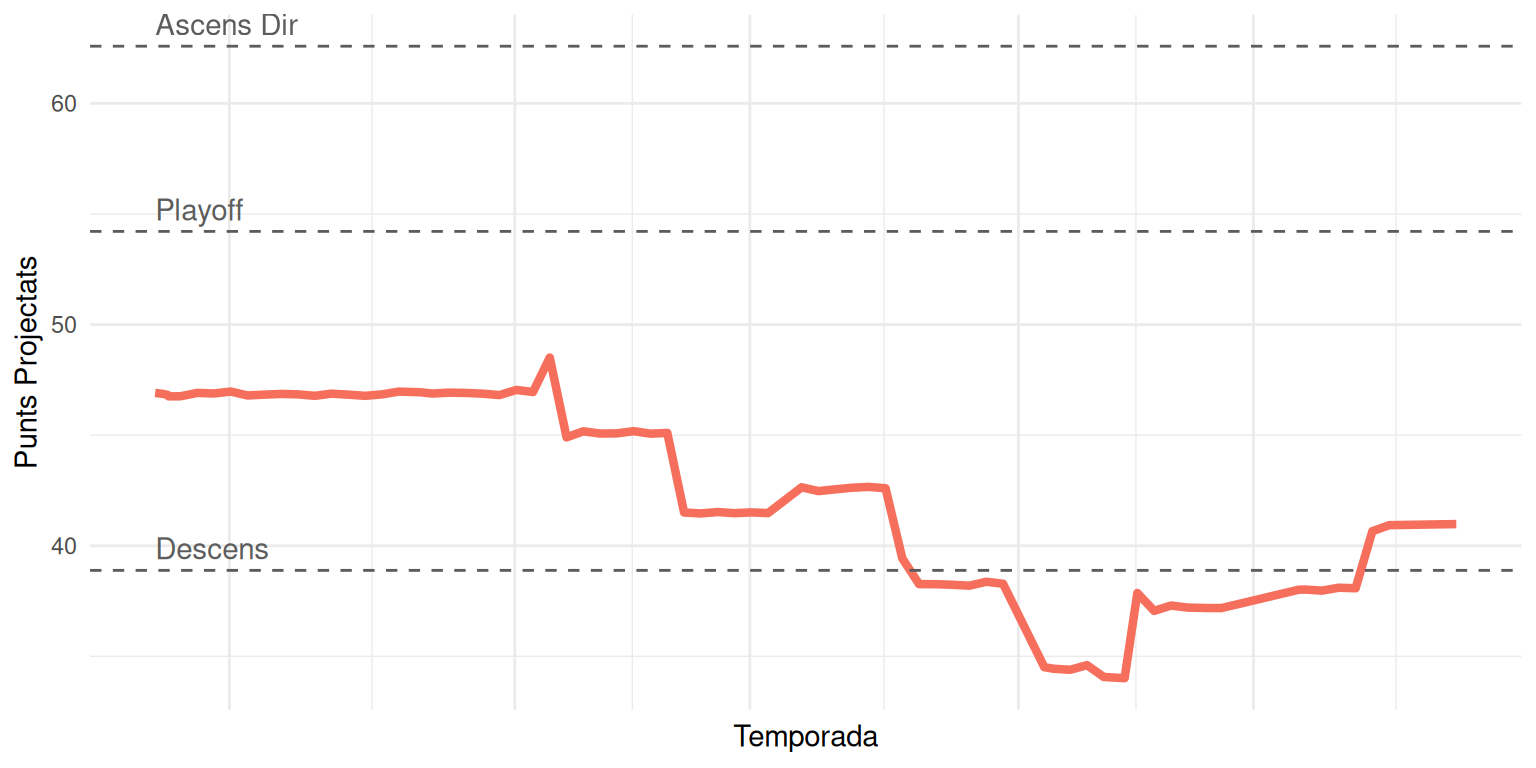 Ascens Dir
60
Playoff
50
Descens
40
Punts Projectats
Temporada